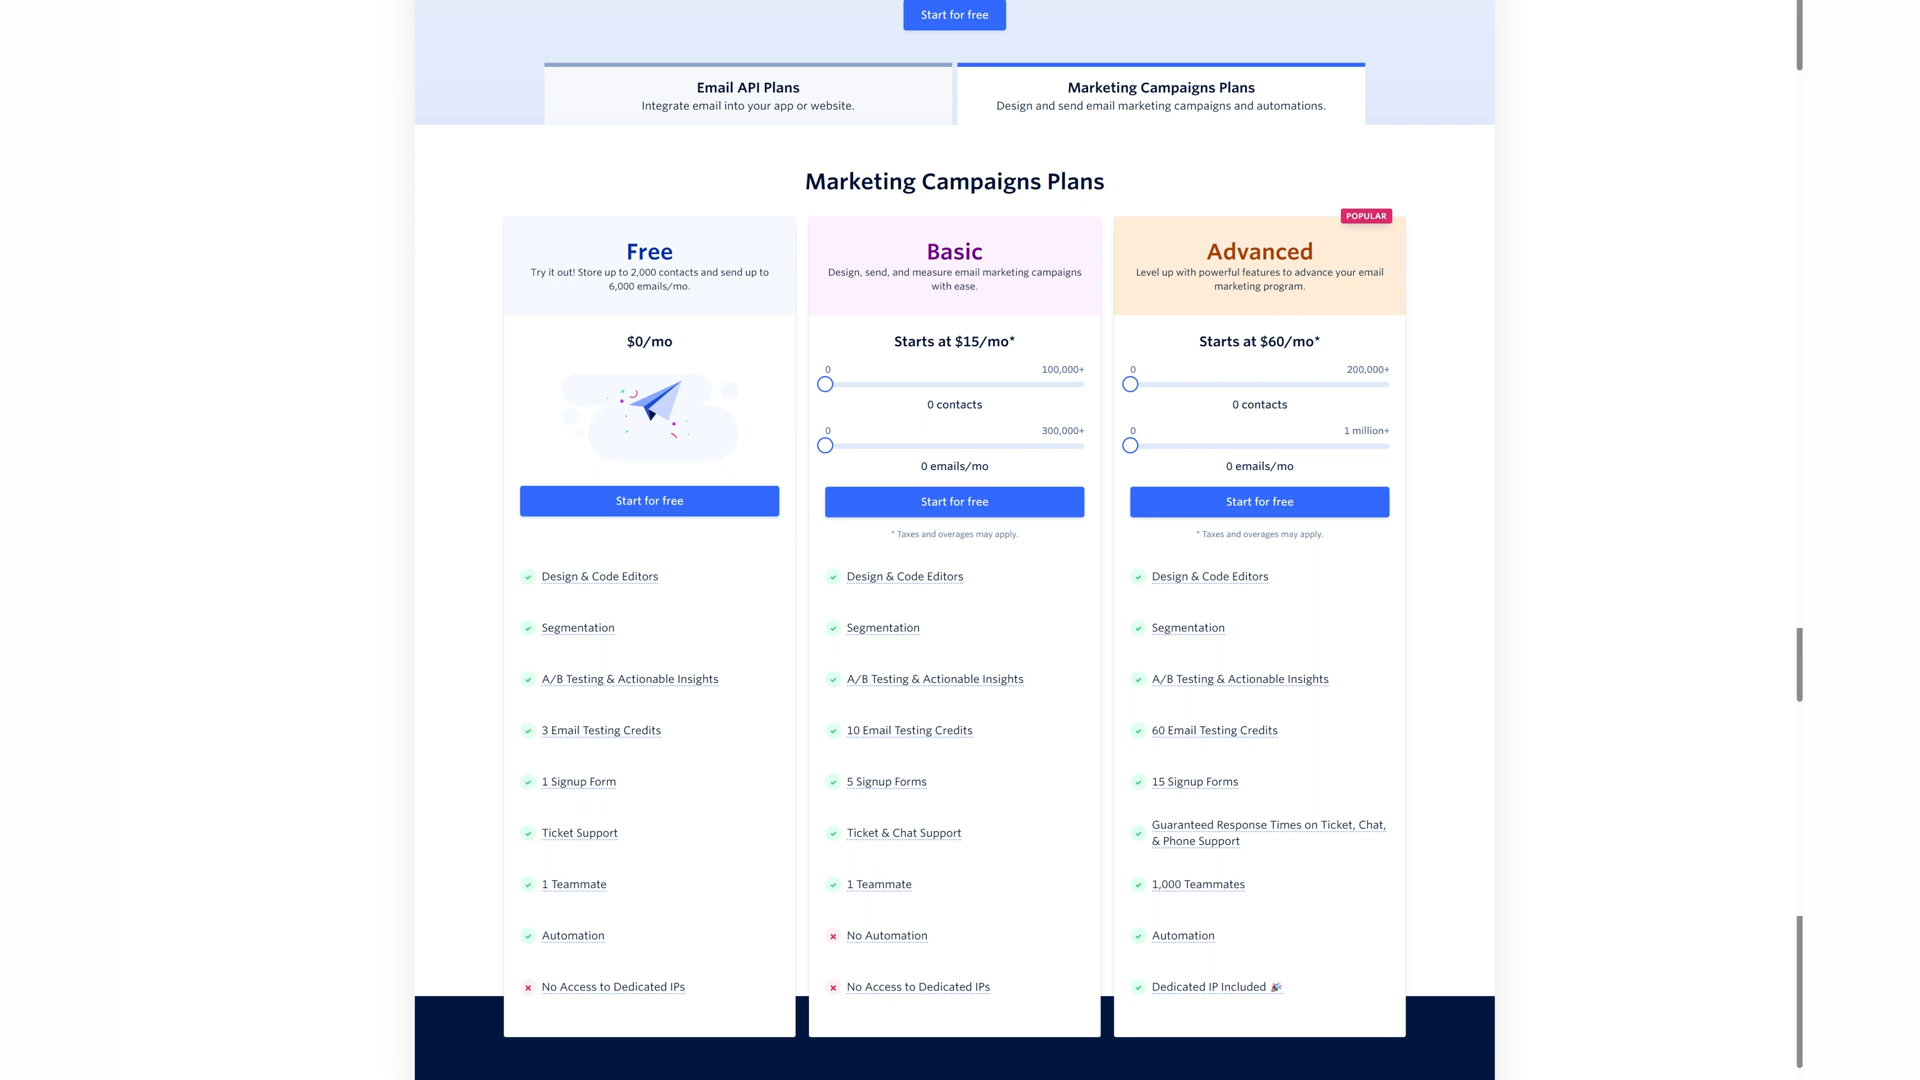 Start for free
Email API Plans
Integrate email into your app or website.
Marketing Campaigns Plans
Design and send email marketing campaigns and automations.
Marketing Campaigns Plans
Free
Try it out! Store up to 2,000 contacts and send up to
6,000 emails/mo.
$0/mo
Start for free
Design & Code Editors
Segmentation
A/B Testing & Actionable Insights
3 Email Testing Credits
1 Signup Form
Ticket Support
1 Teammate
Automation
No Access to Dedicated IPs
Basic
Design, send, and measure email marketing campaigns
with ease.
Starts at $15/mo*
0 100,000+
0 contacts
0 300,000+
0 emails/mo
Start for free
* Taxes and overages may apply.
Design & Code Editors
Segmentation
A/B Testing & Actionable Insights
10 Email Testing Credits
5 Signup Forms
Ticket & Chat Support
1 Teammate
No Automation
No Access to Dedicated IPs
POPULAR
Advanced
Level up with powerful features to advance your email
marketing program.
Starts at $60/mo*
0 200,000+
0 contacts
0 1 million+
0 emails/mo
Start for free
* Taxes and overages may apply.
Design & Code Editors
Segmentation
A/B Testing & Actionable Insights
60 Email Testing Credits
15 Signup Forms
Guaranteed Response Times on Ticket, Chat,
& Phone Support
1,000 Teammates
Automation
Dedicated IP Included 🎉